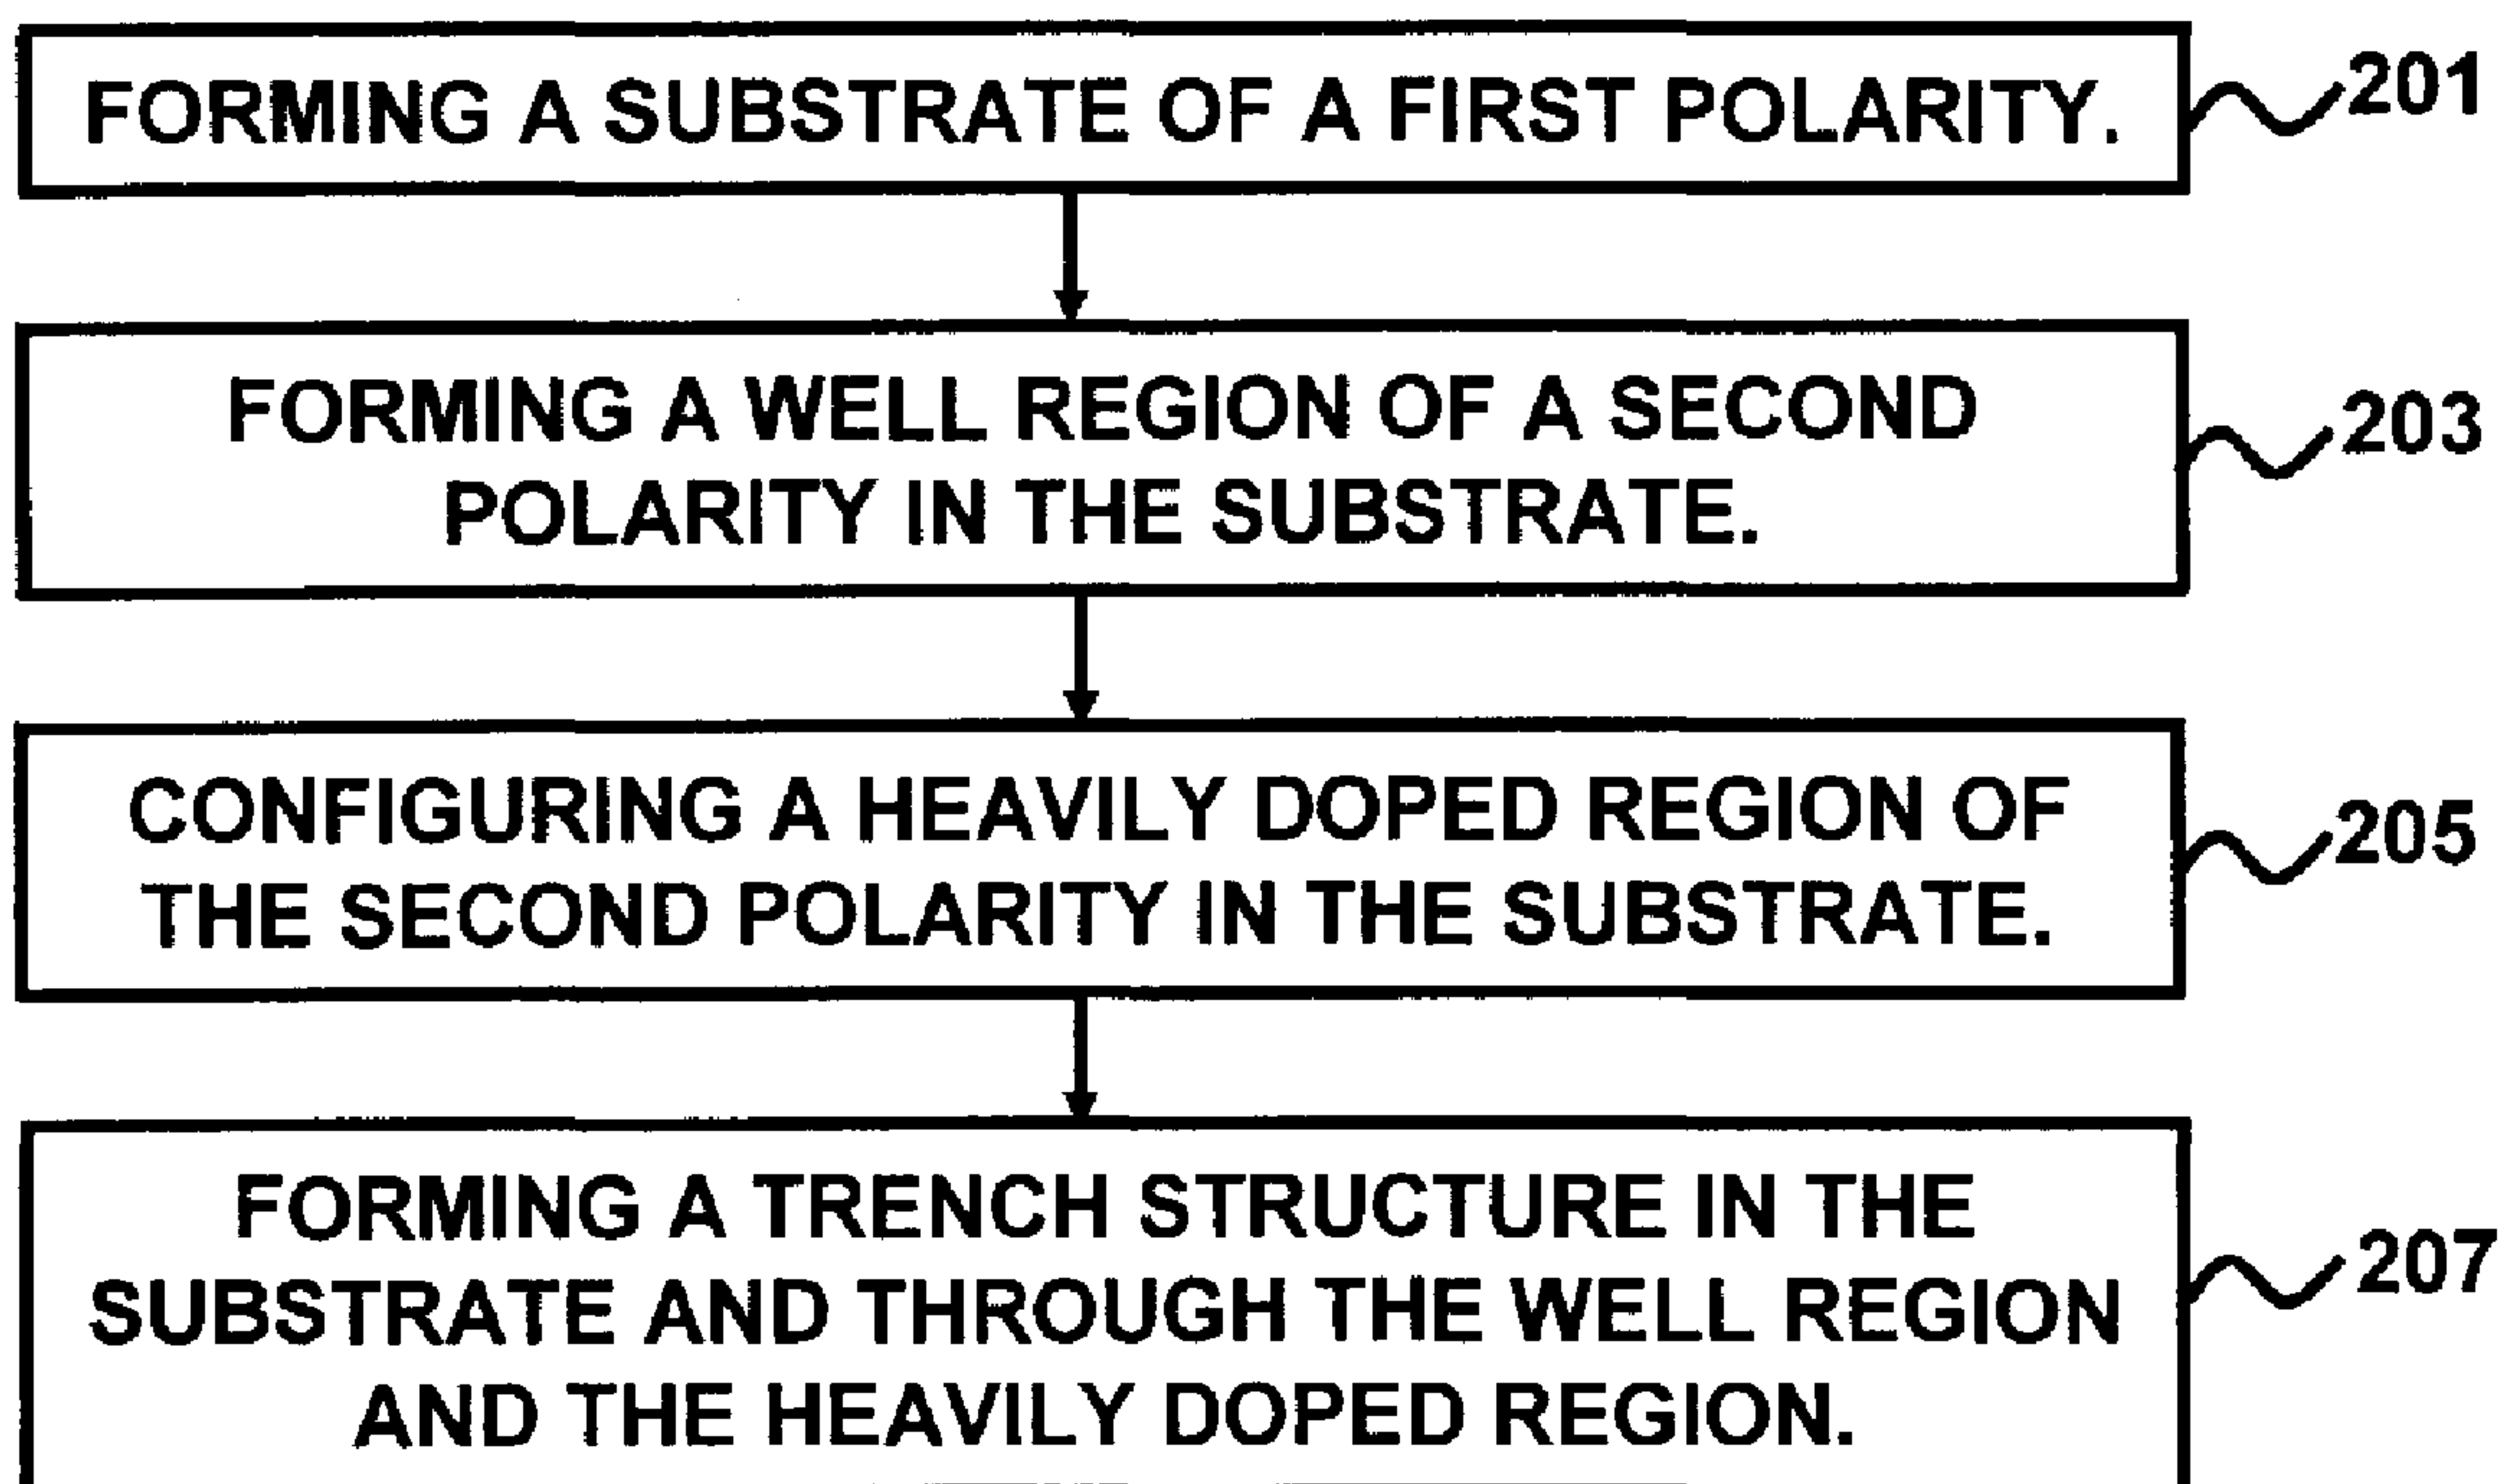 FORMING A SUBSTRATE OF A FIRST POLARITY.
201
FORMING A WELL REGION OF A SECOND
POLARITY IN THE SUBSTRATE.
203
CONFIGURING A HEAVILY DOPED REGION OF
THE SECOND POLARITY IN THE SUBSTRATE.
205
FORMING A TRENCH STRUCTURE IN THE
SUBSTRATE AND THROUGH THE WELL REGION
AND THE HEAVILY DOPED REGION.
207